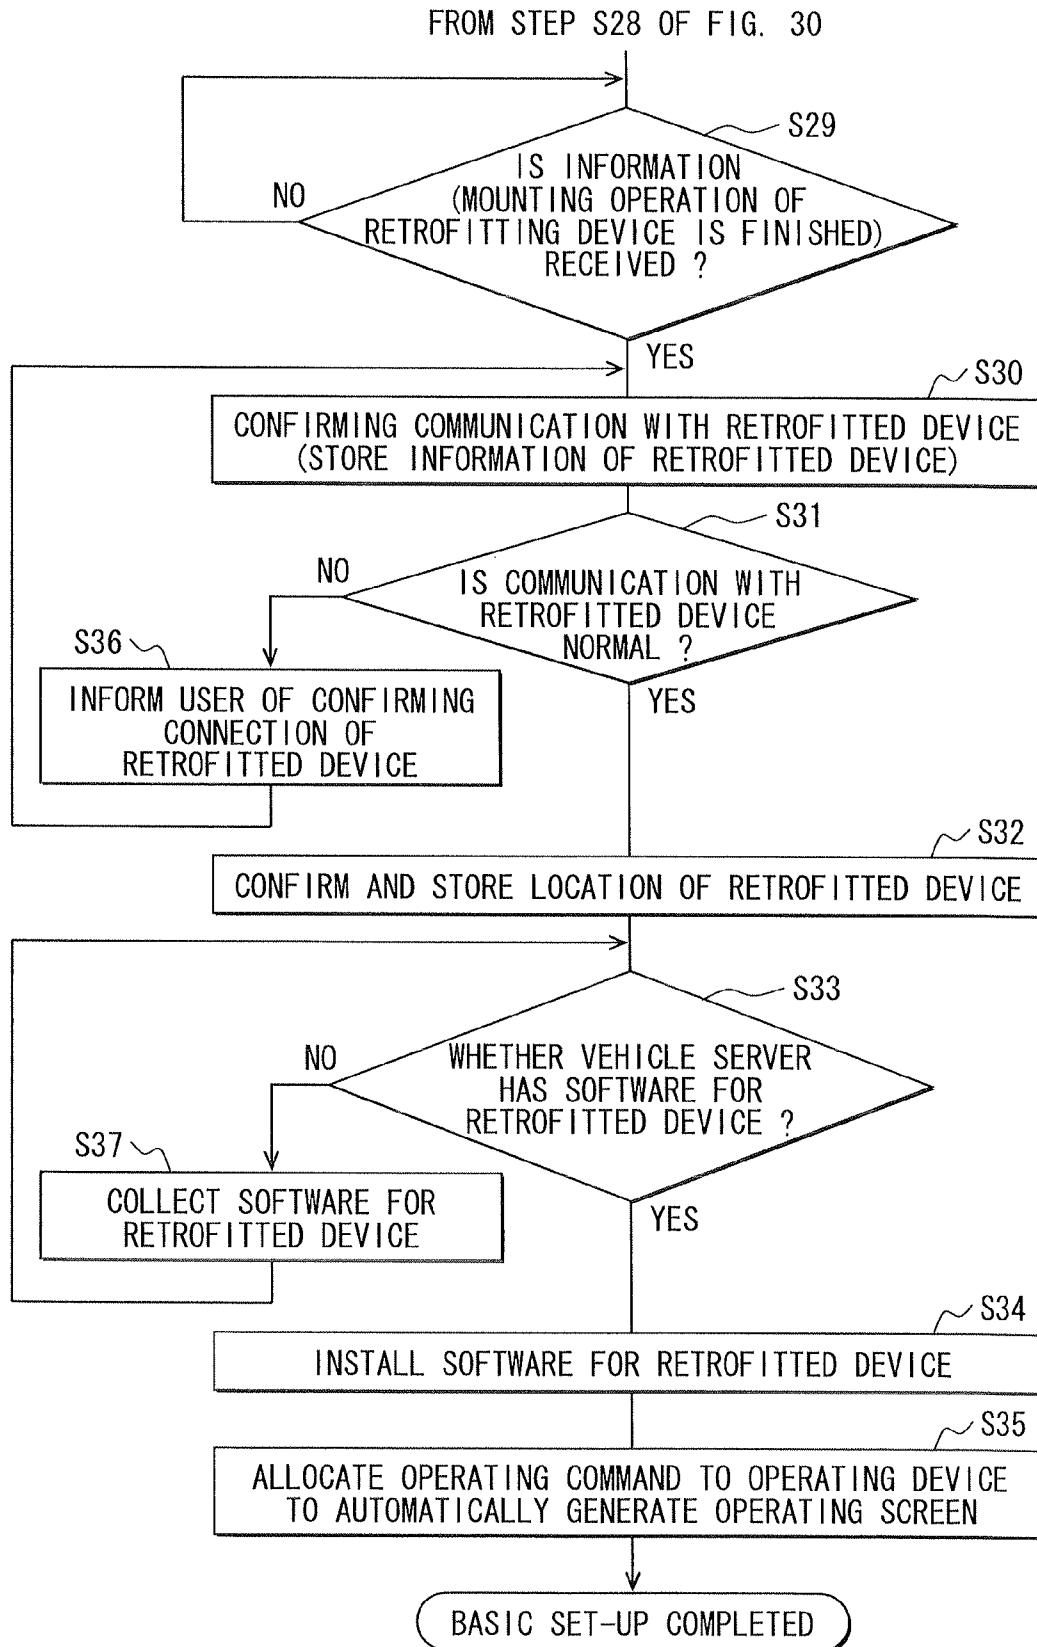 FROM STEP S28 OF FIG. 30
S29
IS INFORMATION
(MOUNTING OPERATION OF
RETROFITTING DEVICE IS FINISHED)
RECEIVED ?
NO
YES
S30
CONFIRMING COMMUNICATION WITH RETROFITTED DEVICE
(STORE INFORMATION OF RETROFITTED DEVICE)
S31
NO
IS COMMUNICATION WITH
RETROFITTED DEVICE
NORMAL ?
S36
YES
INFORM USER OF CONFIRMING
CONNECTION OF
RETROFITTED DEVICE
S32
CONFIRM AND STORE LOCATION OF RETROFITTED DEVICE
S33
NO
WHETHER VEHICLE SERVER
HAS SOFTWARE FOR
RETROFITTED DEVICE ?
S37
COLLECT SOFTWARE FOR
RETROFITTED DEVICE
YES
S34
INSTALL SOFTWARE FOR RETROFITTED DEVICE
S35
ALLOCATE OPERATING COMMAND TO OPERATING DEVICE
TO AUTOMATICALLY GENERATE OPERATING SCREEN
BASIC SET-UP COMPLETED